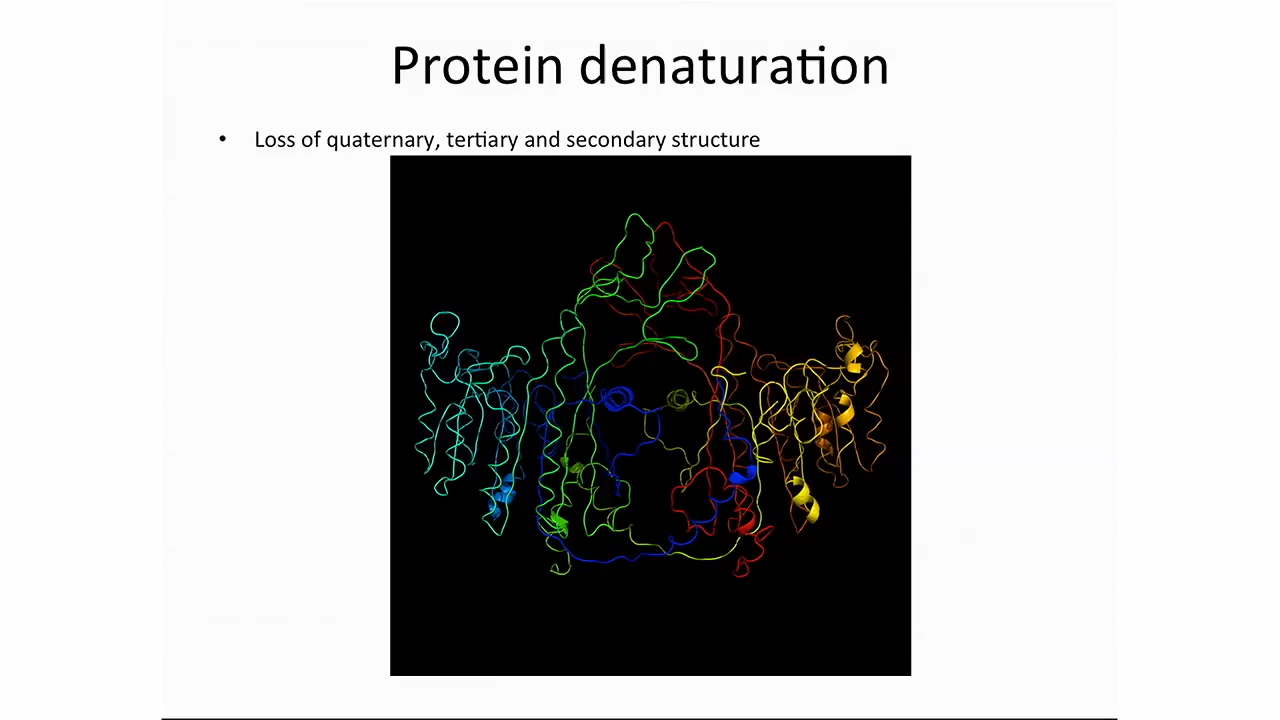 Protein denaturation
• Loss of quaternary, tertiary and secondary structure